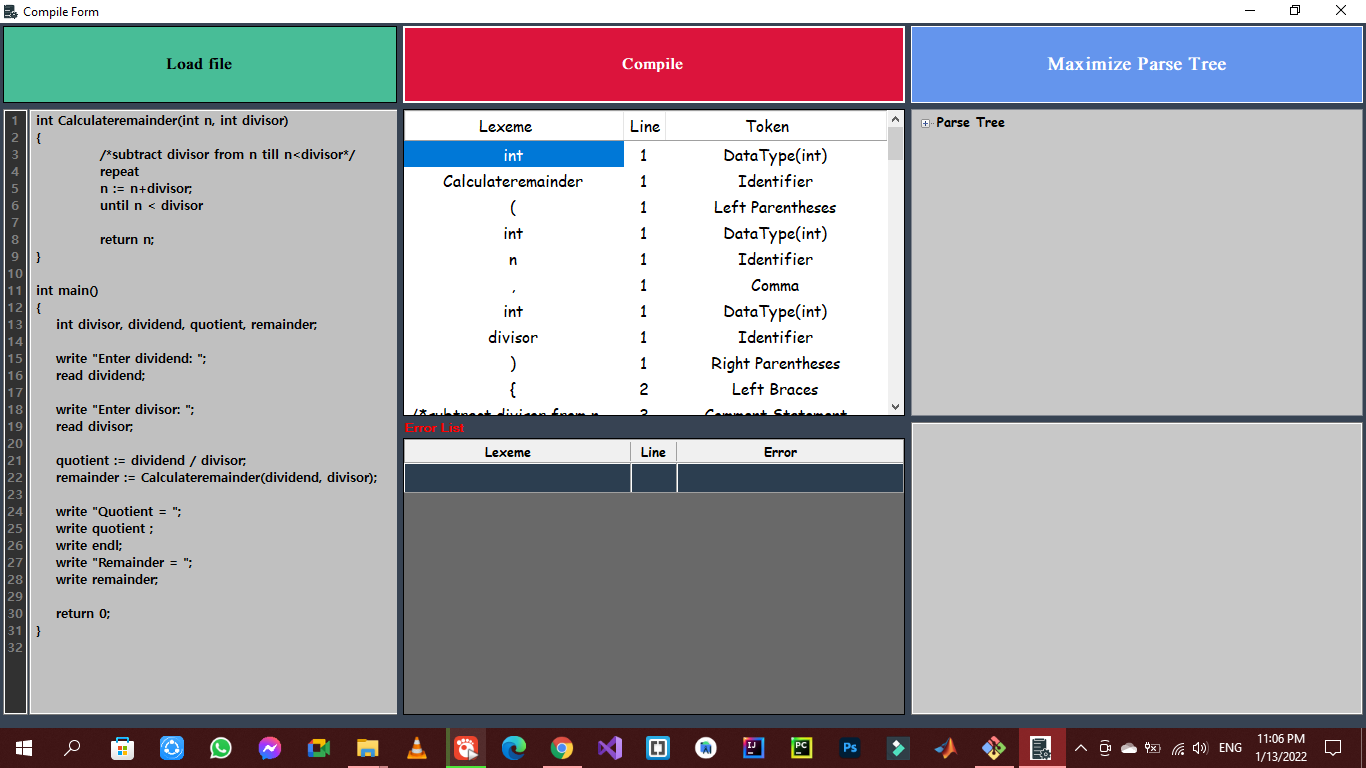 Compile Form
Load file
Compile
Maximize Parse Tree
1 int Calculateremainder(int n, int divisor)
2 {
3 /*subtract divisor from n till n<divisor*/
4 repeat
5 n := n+divisor;
6 until n < divisor
7
8 return n;
9 }
10
11 int main()
12 {
13 int divisor, dividend, quotient, remainder;
14
15 write "Enter dividend: ";
16 read dividend;
17
18 write "Enter divisor: ";
19 read divisor;
20
21 quotient := dividend / divisor;
22 remainder := Calculateremainder(dividend, divisor);
23
24 write "Quotient = ";
25 write quotient ;
26 write endl;
27 write "Remainder = ";
28 write remainder;
29
30 return 0;
31 }
32
Lexeme Line Token
int 1 DataType(int)
Calculateremainder 1 Identifier
( 1 Left Parentheses
int 1 DataType(int)
n 1 Identifier
, 1 Comma
int 1 DataType(int)
divisor 1 Identifier
) 1 Right Parentheses
{ 2 Left Braces
/*subtract divisor from n 3 Comment Statement
Error List
Lexeme Line Error
Parse Tree
IJ
PC
Ps
ENG
11:06 PM
1/13/2022